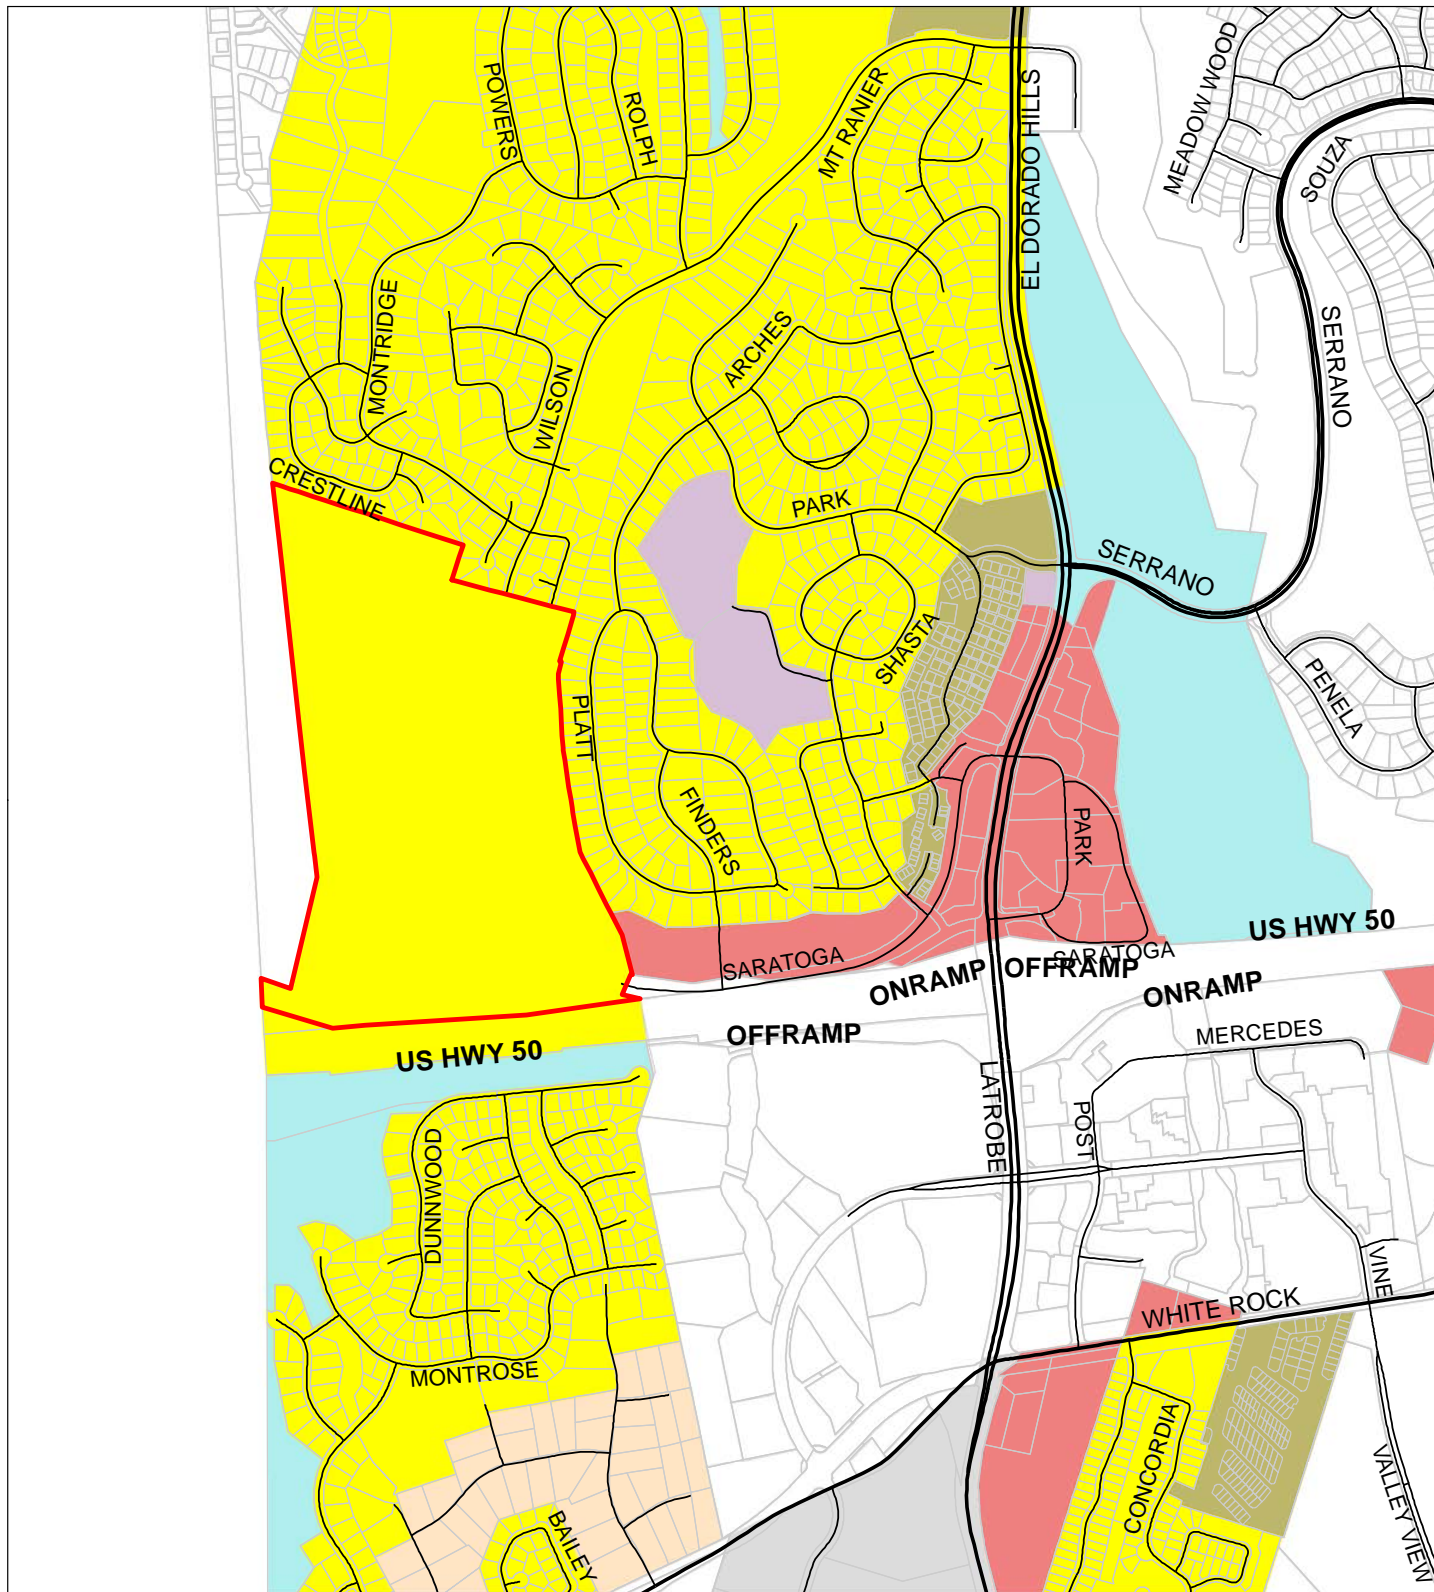 POWERS
ROLPH
MT RANIER
EL DORADO HILLS
MEADOW WOOD
SOUZA
SERRANO
MONTRIDGE
ARCHES
WILSON
CRESTLINE
PARK
SERRANO
SHASTA
PENELA
PLATT
FINDERS
PARK
SARATOGA
SARATOGA
US HWY 50
ONRAMP
OFFRAMP
ONRAMP
OFFRAMP
US HWY 50
MERCEDES
LATROBE
POST
DUNNWOOD
VINE
WHITE ROCK
MONTROSE
CONCORDIA
VALLEY VIEW
BAILEY